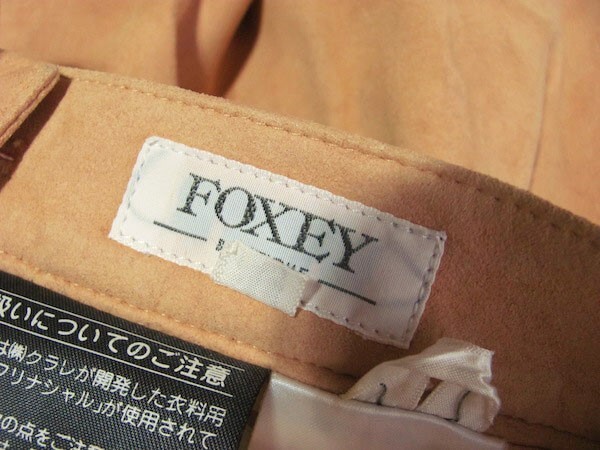 FOXEY
扱いについてのご注意
㈱クラレが開発した衣料用
フリナシャル」が使用されて
の点をご注意